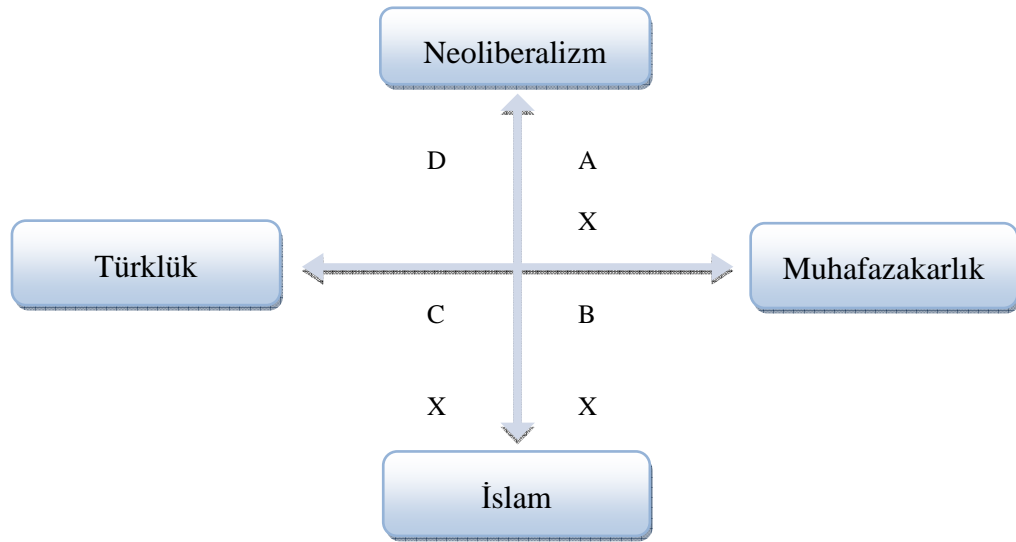 Neoliberalizm
D A
X
Türklük
Muhafazakarlık
C B
X X
İslam